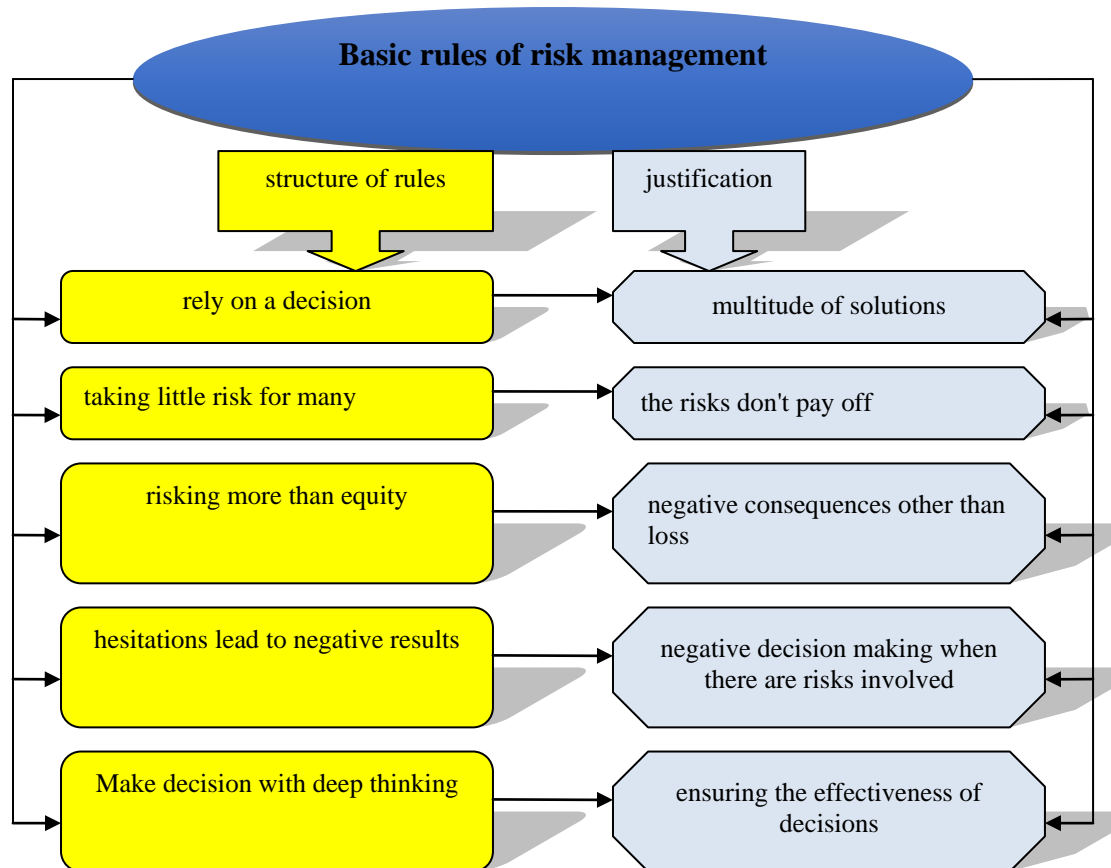 Basic rules of risk management
structure of rules
justification
rely on a decision
multitude of solutions
taking little risk for many
the risks don't pay off
risking more than equity
negative consequences other than
loss
hesitations lead to negative results
negative decision making when
there are risks involved
Make decision with deep thinking
ensuring the effectiveness of
decisions